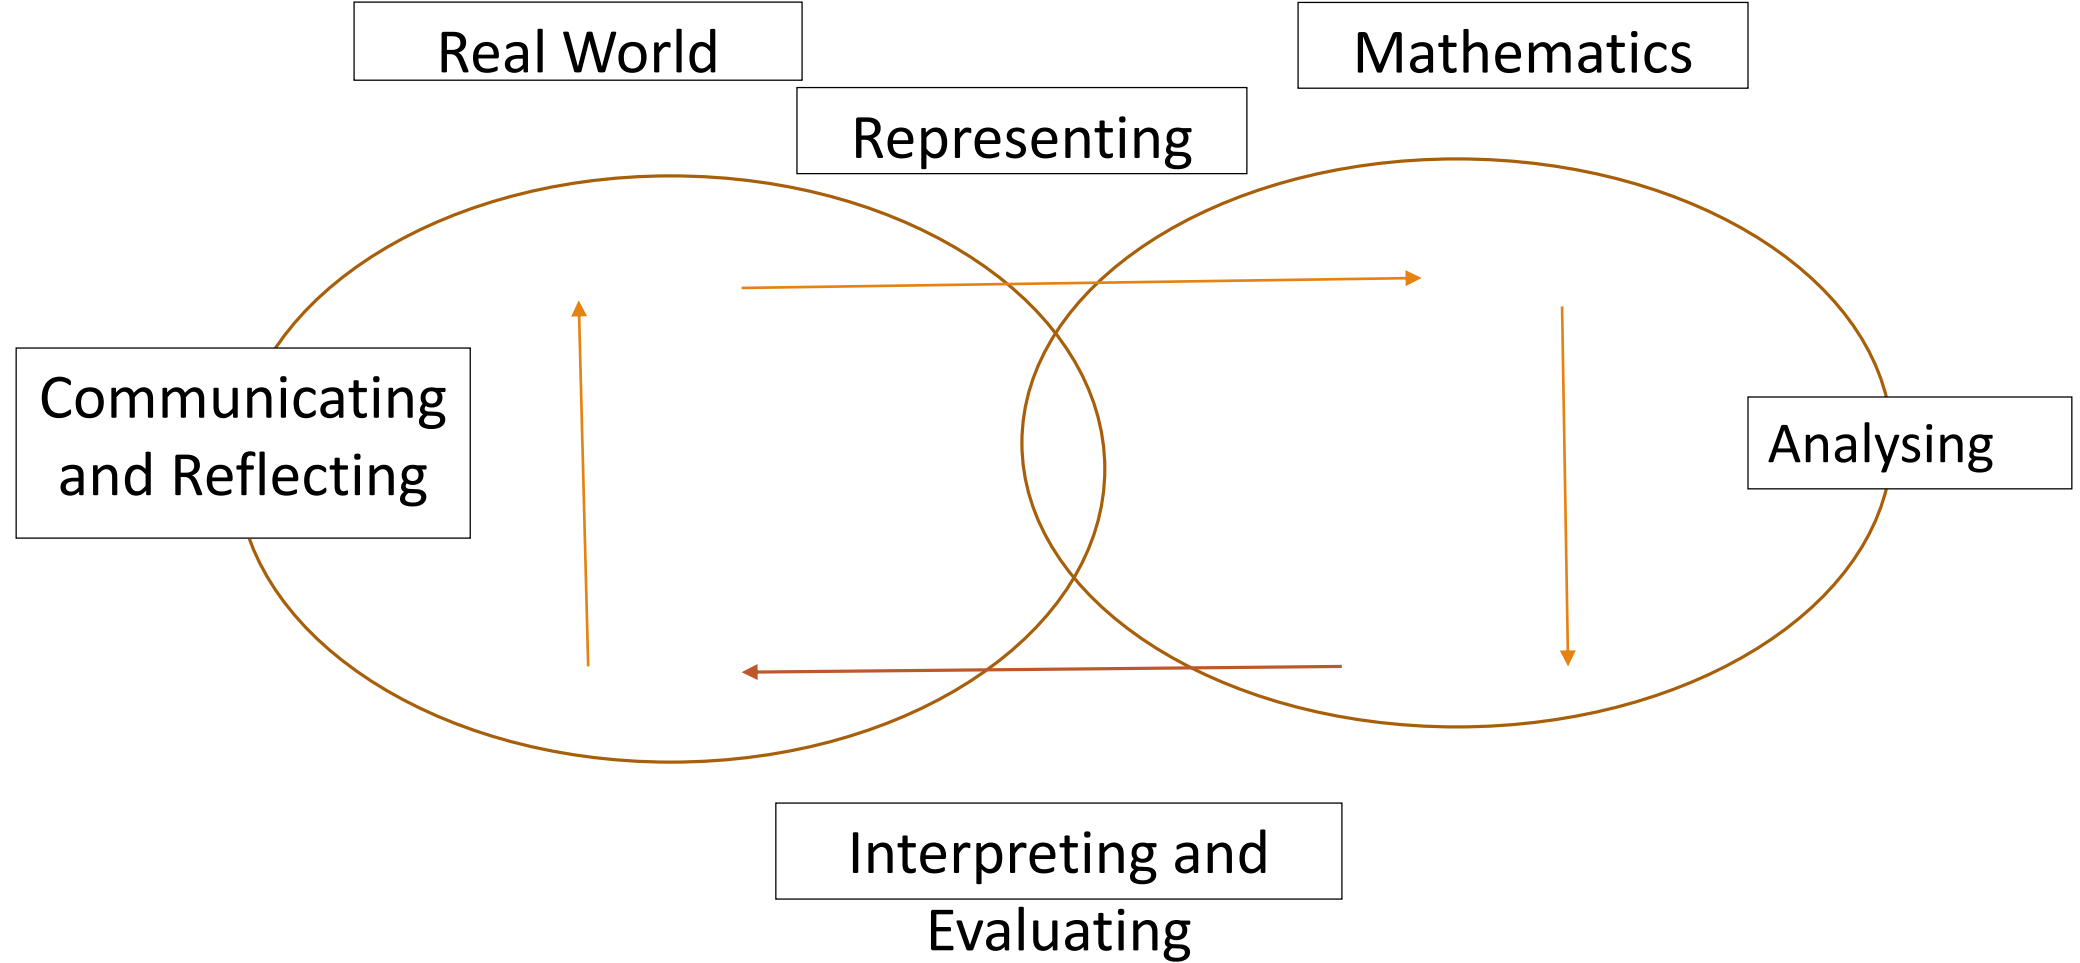 Real World
Mathematics
Representing
Communicating
and Reflecting
Analysing
Interpreting and
Evaluating